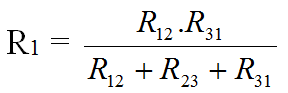 R₁ = R₁₂.R₃₁ / (R₁₂ + R₂₃ + R₃₁)